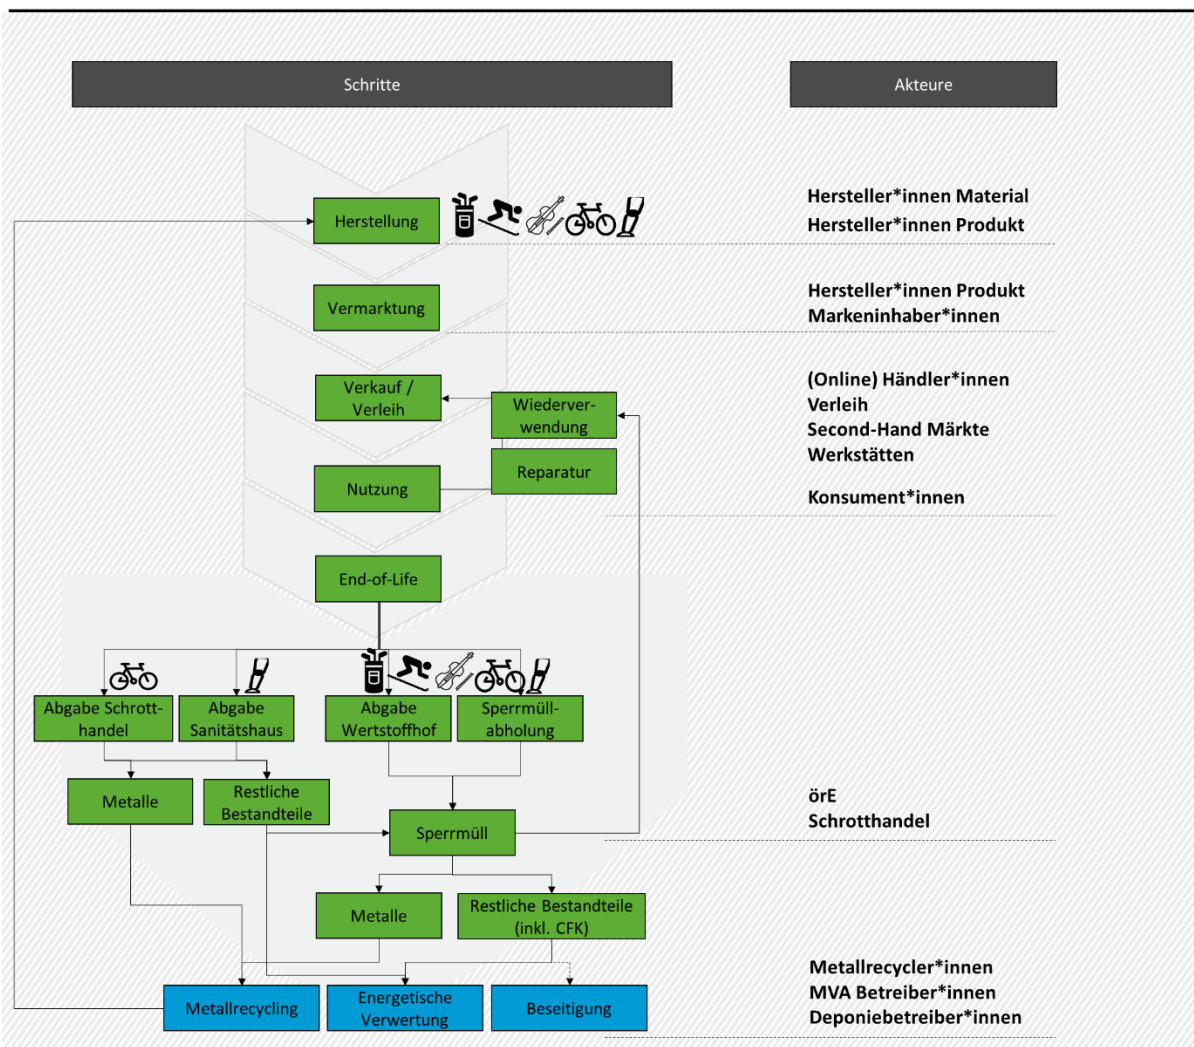 Schritte
Akteure
Herstellung
Hersteller*innen Material
Hersteller*innen Produkt
Vermarktung
Hersteller*innen Produkt
Markeninhaber*innen
Verkauf /
Verleih
Wiederver-
wendung
Reparatur
Nutzung
(Online) Händler*innen
Verleih
Second-Hand Märkte
Werkstätten
Konsument*innen
End-of-Life
Abgabe Schrott-
handel
Abgabe
Sanitätshaus
Abgabe
Wertstoffhof
Sperrmüll-
abholung
Metalle
Restliche
Bestandteile
Sperrmüll
örE
Schrotthandel
Metalle
Restliche Bestandteile
(inkl. CFK)
Metallrecycling
Energetische
Verwertung
Beseitigung
Metallrecycler*innen
MVA Betreiber*innen
Deponiebetreiber*innen